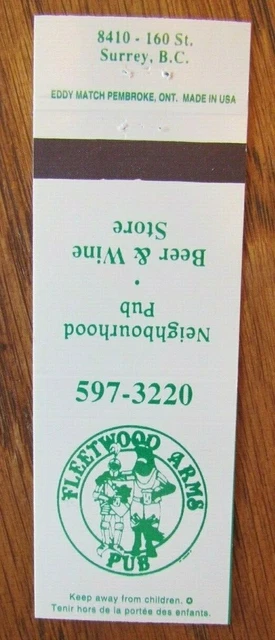 8410 - 160 St.
Surrey, B.C.
EDDY MATCH PEMBROKE, ONT. MADE IN USA
Neighbourhood
Pub
•
Beer & Wine
Store
597-3220
FLEETWOOD ARMS
PUB
Keep away from children.
Tenir hors de la portée des enfants.